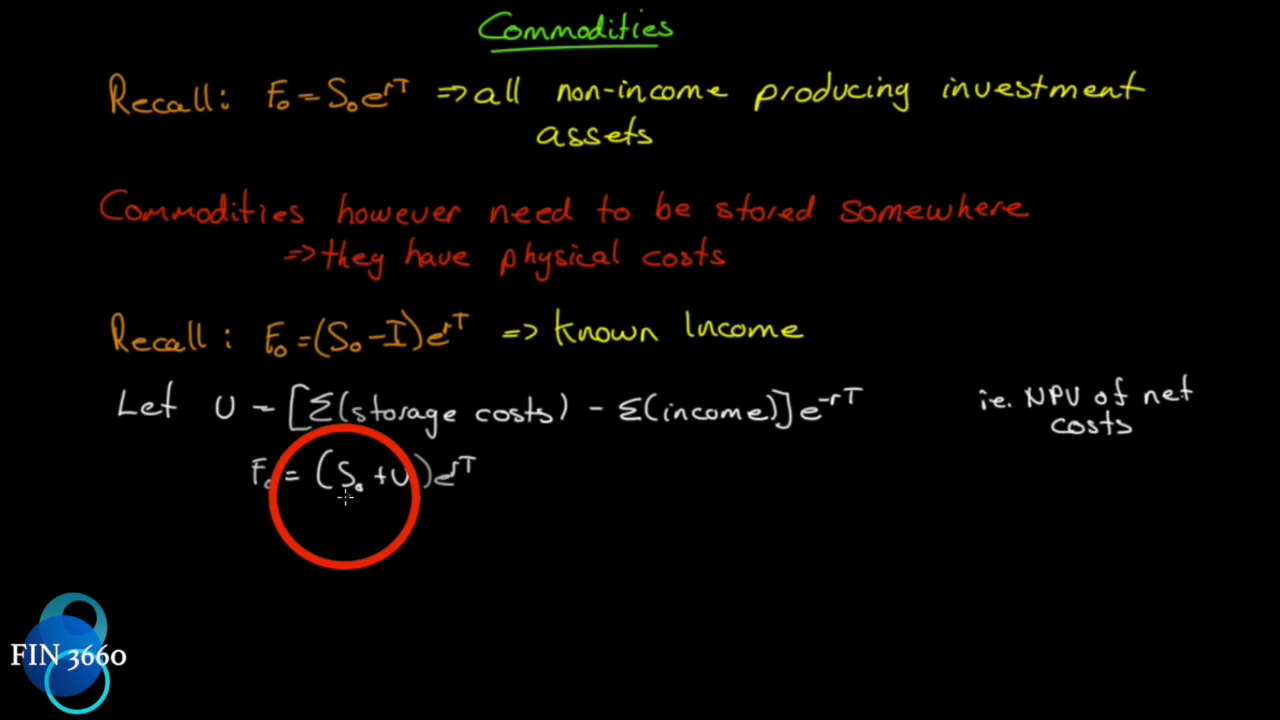 Commodities
Recall: F₀ = S₀e^rT => all non-income producing investment
assets
Commodities however need to be stored somewhere
=> they have physical costs
Recall: F₀ = (S₀ - I)e^rT => Known Income
Let U = [Σ(storage costs) - Σ(income)]e^-rT
i.e. NPV of net
costs
F₀ = (S₀ + U)e^rT
FIN 3660